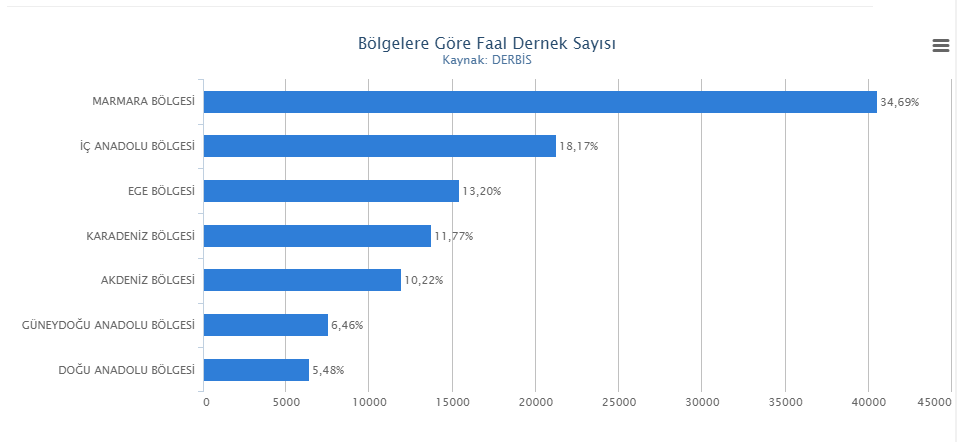 Bölgelere Göre Faal Dernek Sayısı
Kaynak: DERBİS
MARMARA BÖLGESİ 34,69%
İÇ ANADOLU BÖLGESİ 18,17%
EGE BÖLGESİ 13,20%
KARADENİZ BÖLGESİ 11,77%
AKDENİZ BÖLGESİ 10,22%
GÜNEYDOĞU ANADOLU BÖLGESİ 6,46%
DOĞU ANADOLU BÖLGESİ 5,48%
0 5000 10000 15000 20000 25000 30000 35000 40000 45000